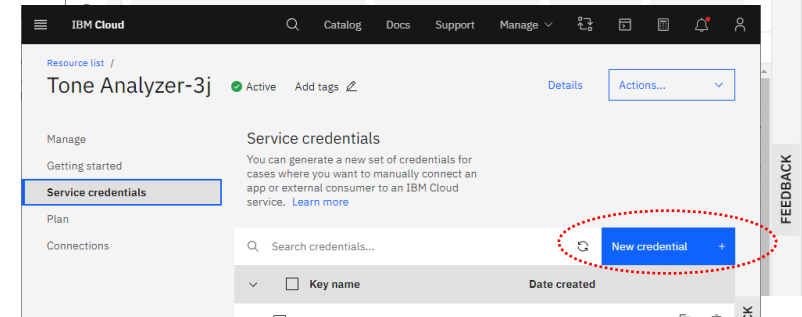 IBM Cloud Catalog Docs Support Manage
Resource list /
Tone Analyzer-3j Active Add tags Details Actions...
Manage
Getting started
Service credentials
Plan
Connections
Service credentials
You can generate a new set of credentials for
cases where you want to manually connect an
app or external consumer to an IBM Cloud
service. Learn more
Search credentials... New credential +
Key name Date created
FEEDBACK